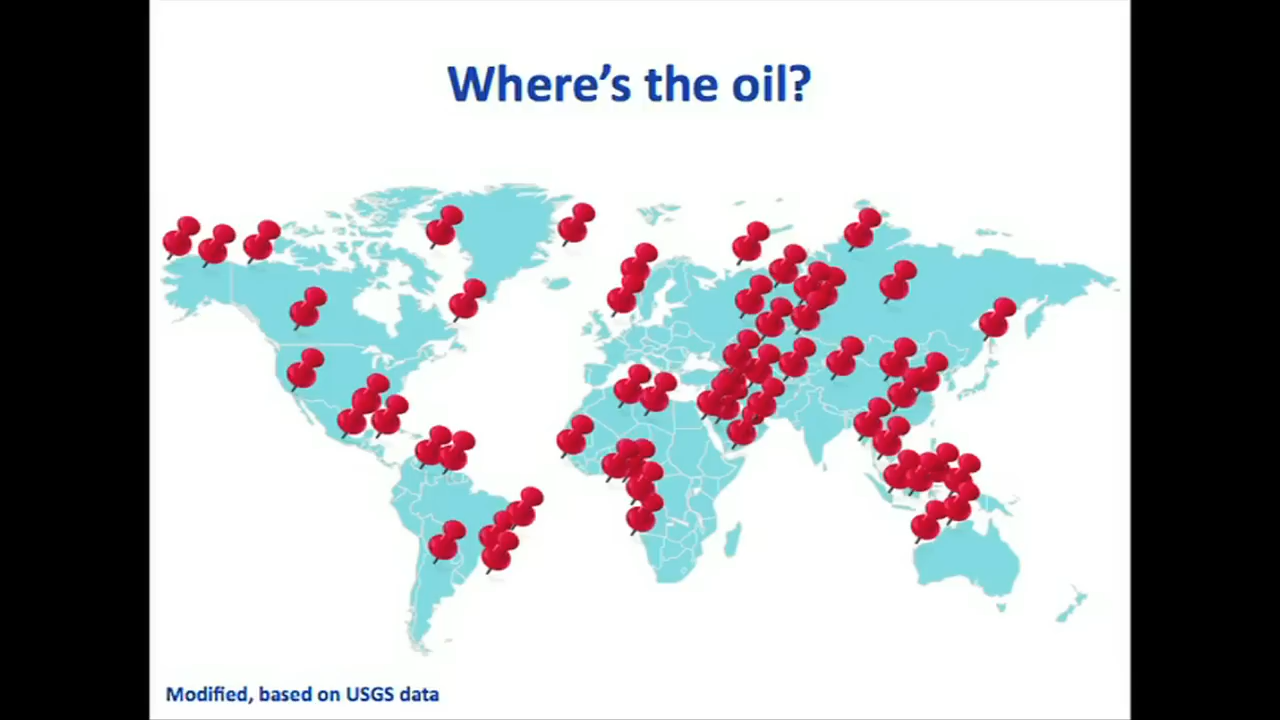 Where's the oil?
Modified, based on USGS data